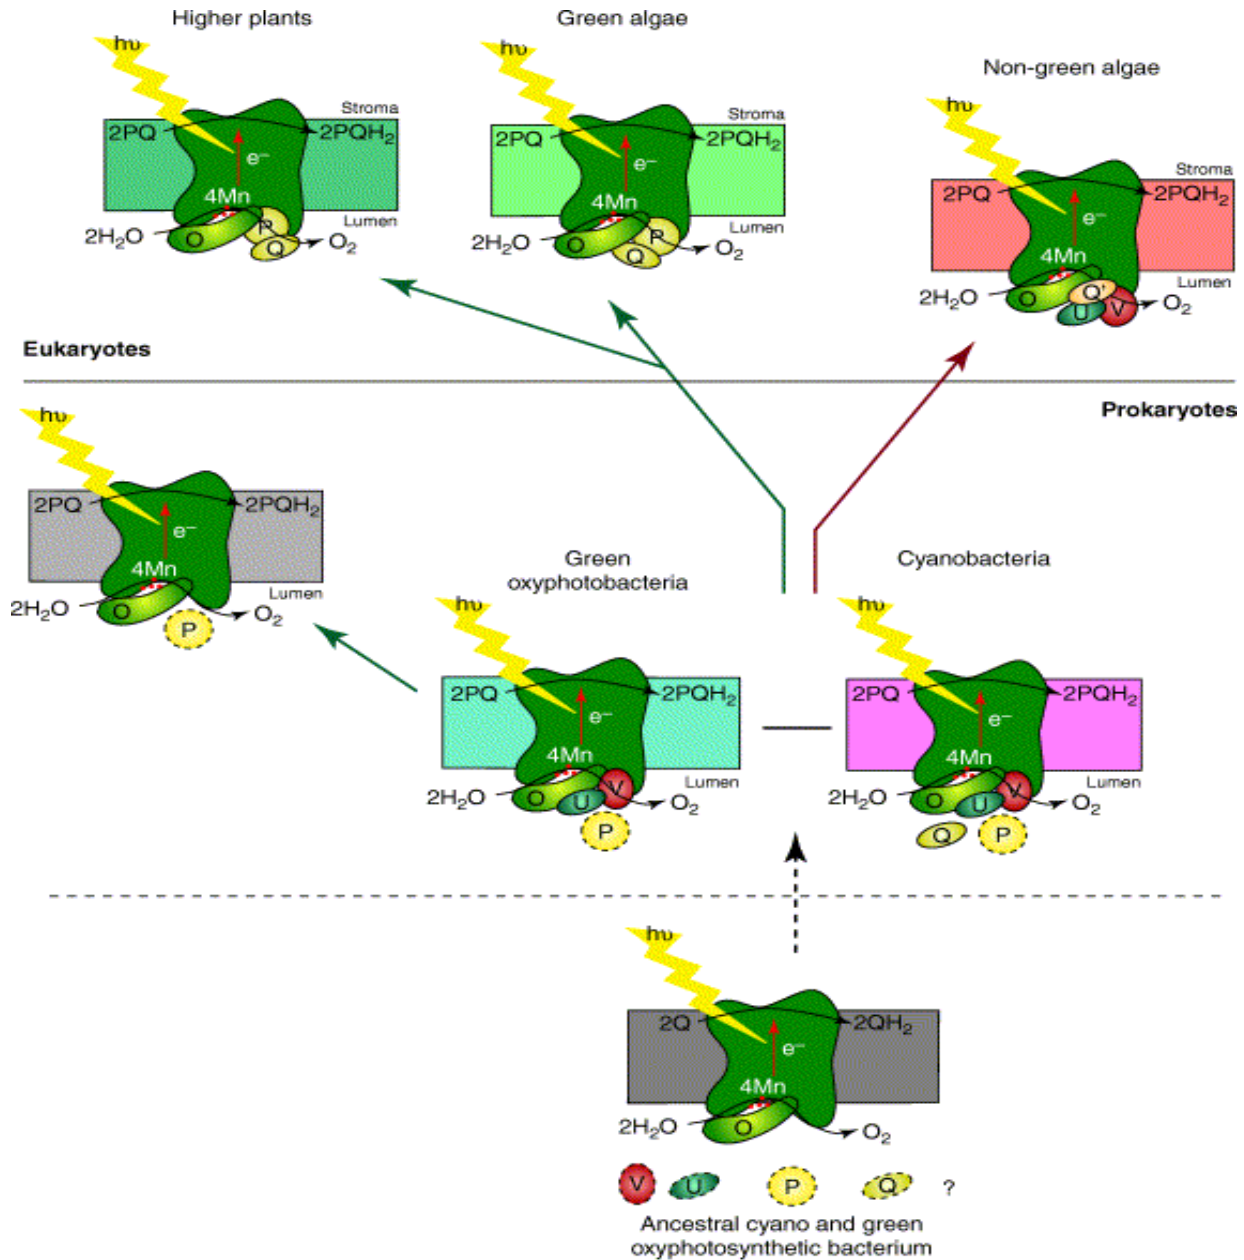 Higher plants
Green algae
Non-green algae
hυ
hυ
hυ
Stroma
2PQ
2PQH2
e–
4Mn
Lumen
2H2O
O
P
Q
O2
Stroma
2PQ
2PQH2
e–
4Mn
Lumen
2H2O
O
P
Q
O2
Stroma
2PQ
2PQH2
e–
4Mn
Lumen
2H2O
O
Q'
U
V
O2
Eukaryotes
Prokaryotes
hυ
2PQ
2PQH2
e–
4Mn
Lumen
2H2O
O
P
O2
Green
oxyphotobacteria
hυ
2PQ
2PQH2
e–
4Mn
Lumen
2H2O
O
U
V
O2
P
Cyanobacteria
hυ
2PQ
2PQH2
e–
4Mn
Lumen
2H2O
O
U
V
O2
Q
P
hυ
2Q
2QH2
e–
4Mn
2H2O
O
O2
V U P Q ?
Ancestral cyano and green
oxyphotosynthetic bacterium